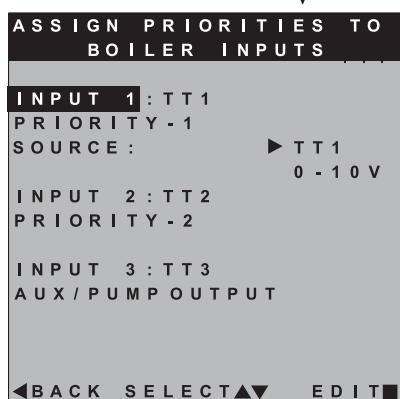 ASSIGN PRIORITIES TO
BOILER INPUTS
INPUT 1:TT1
PRIORITY-1
SOURCE: ▶TT1
0-10V
INPUT 2:TT2
PRIORITY-2
INPUT 3:TT3
AUX/PUMP OUTPUT
◀BACK SELECT▲▼ EDIT■